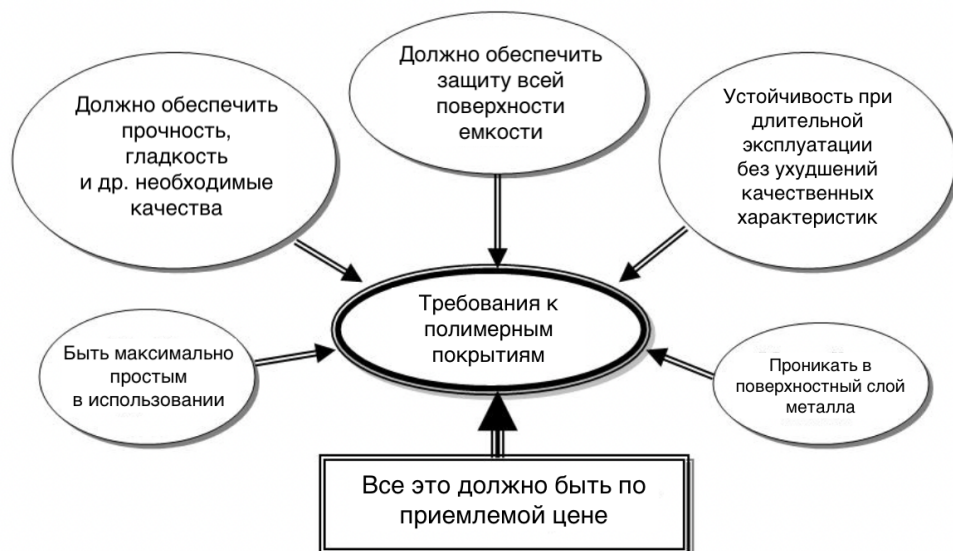 Должно обеспечить
прочность,
гладкость
и др. необходимые
качества
Должно обеспечить
защиту всей
поверхности
емкости
Устойчивость при
длительной
эксплуатации
без ухудшений
качественных
характеристик
Требования к
полимерным
покрытиям
Быть максимально
простым
в использовании
Проникать в
поверхностный слой
металла
Все это должно быть по
приемлемой цене